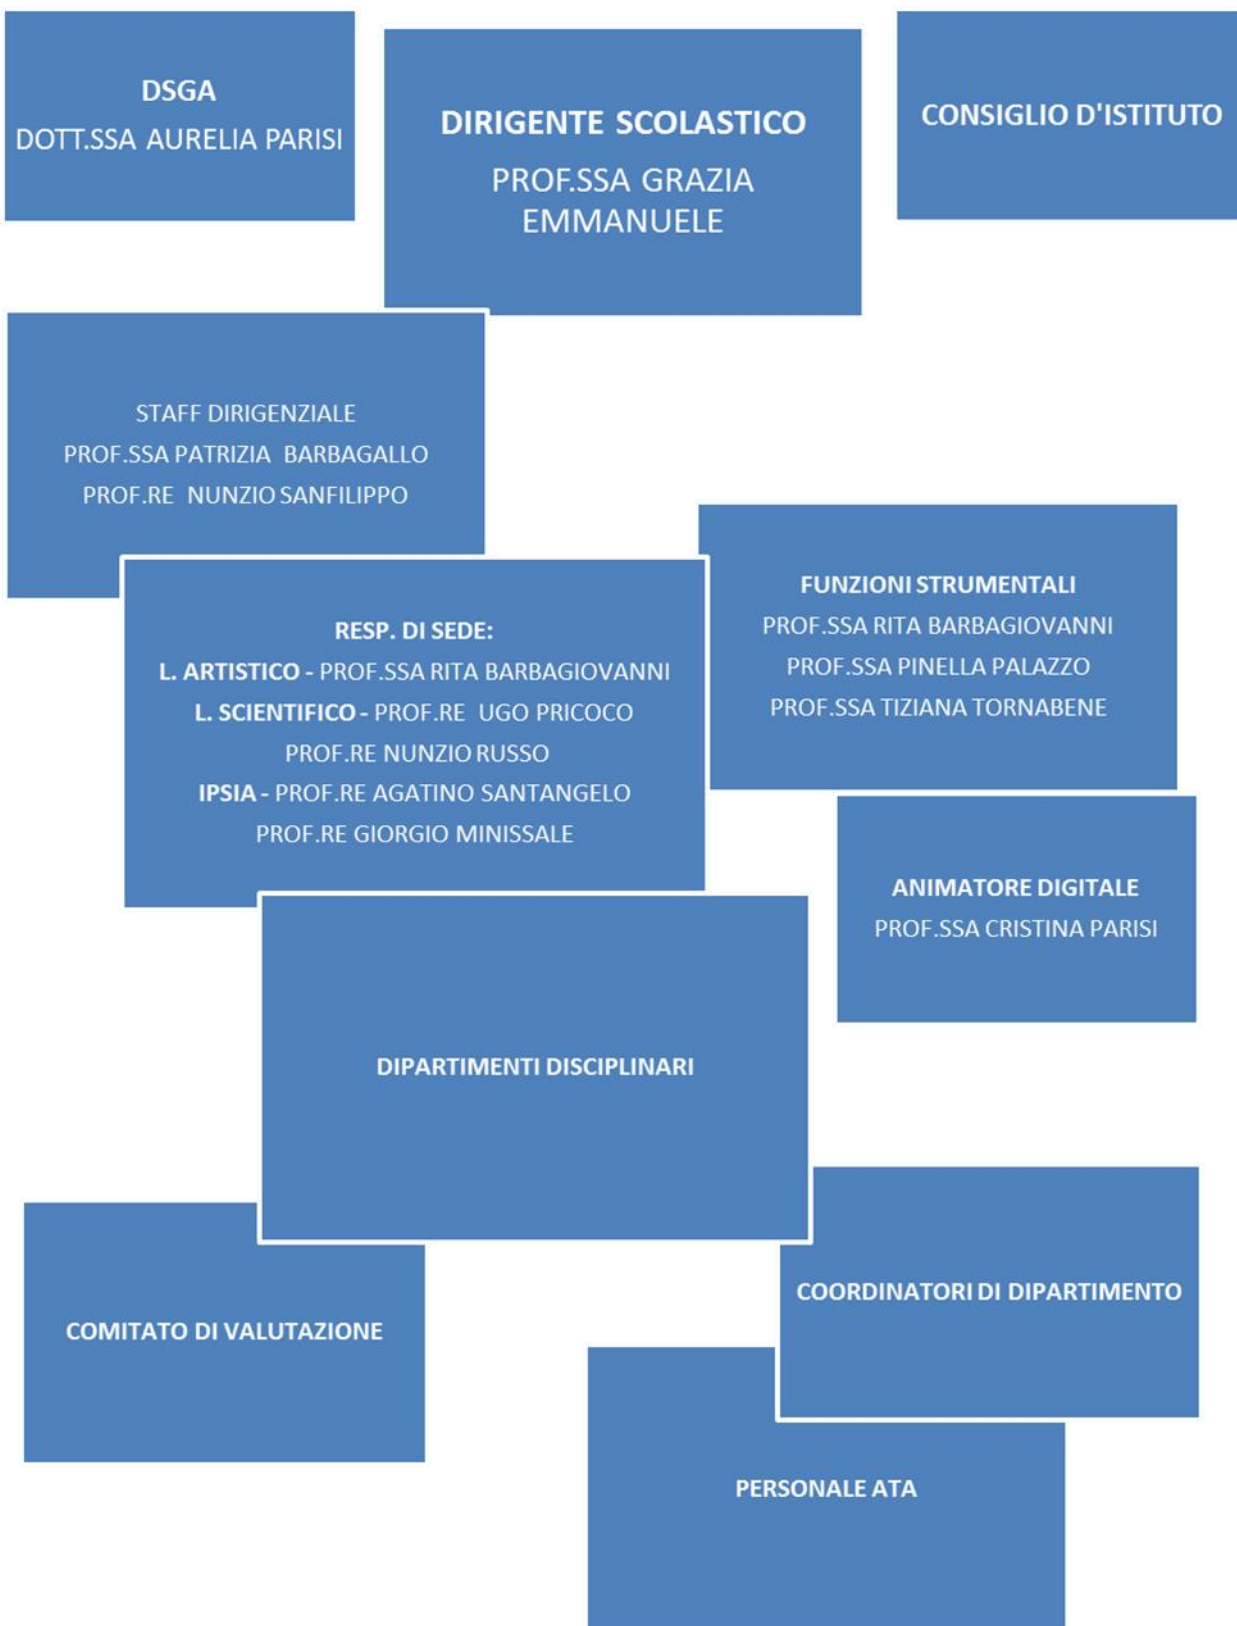 DSGA
DOTT.SSA AURELIA PARISI
DIRIGENTE SCOLASTICO
PROF.SSA GRAZIA
EMMANUELE
CONSIGLIO D'ISTITUTO
STAFF DIRIGENZIALE
PROF.SSA PATRIZIA BARBAGALLO
PROF.RE NUNZIO SANFILIPPO
RESP. DI SEDE:
L. ARTISTICO - PROF.SSA RITA BARBAGIOVANNI
L. SCIENTIFICO - PROF.RE UGO PRICOCO
PROF.RE NUNZIO RUSSO
IPSIA - PROF.RE AGATINO SANTANGELO
PROF.RE GIORGIO MINISSALE
FUNZIONI STRUMENTALI
PROF.SSA RITA BARBAGIOVANNI
PROF.SSA PINELLA PALAZZO
PROF.SSA TIZIANA TORNABENE
ANIMATORE DIGITALE
PROF.SSA CRISTINA PARISI
DIPARTIMENTI DISCIPLINARI
COMITATO DI VALUTAZIONE
COORDINATORI DI DIPARTIMENTO
PERSONALE ATA